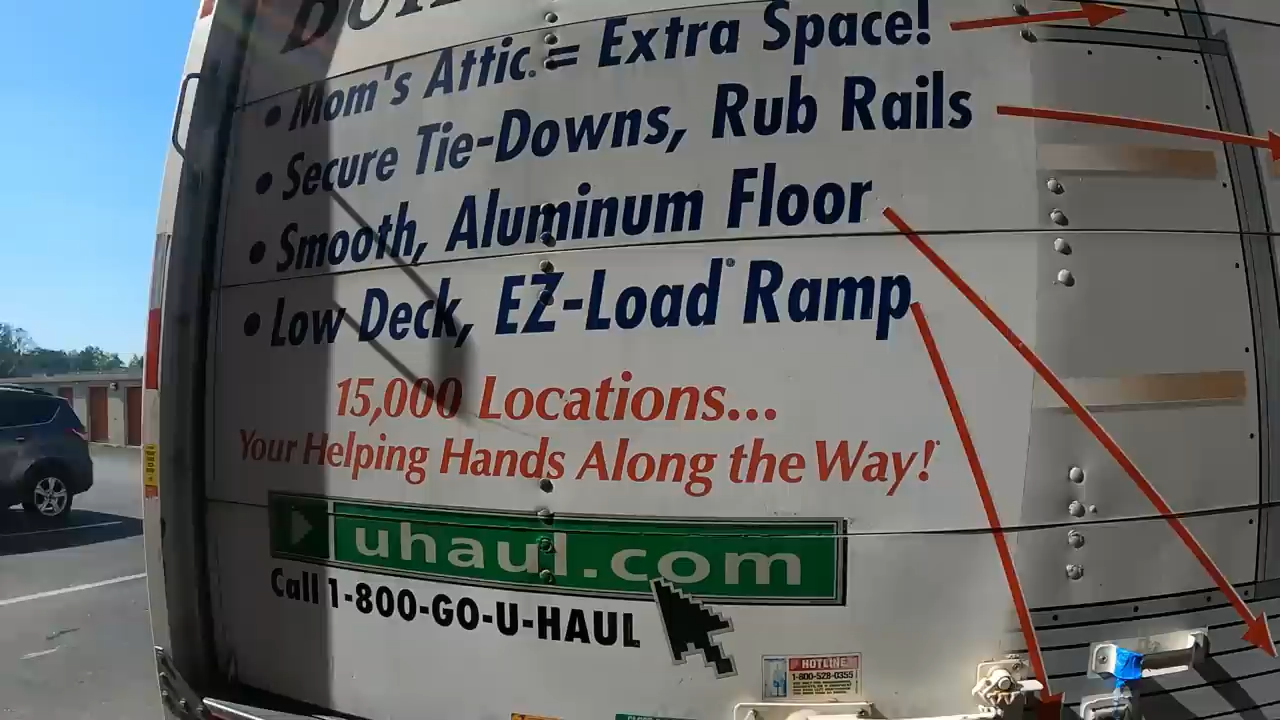 • Mom's Attic® = Extra Space!
• Secure Tie-Downs, Rub Rails
• Smooth, Aluminum Floor
• Low Deck, EZ-Load® Ramp
15,000 Locations...
Your Helping Hands Along the Way!
uhaul.com
Call 1-800-GO-U-HAUL
HOTLINE
1-800-528-0355